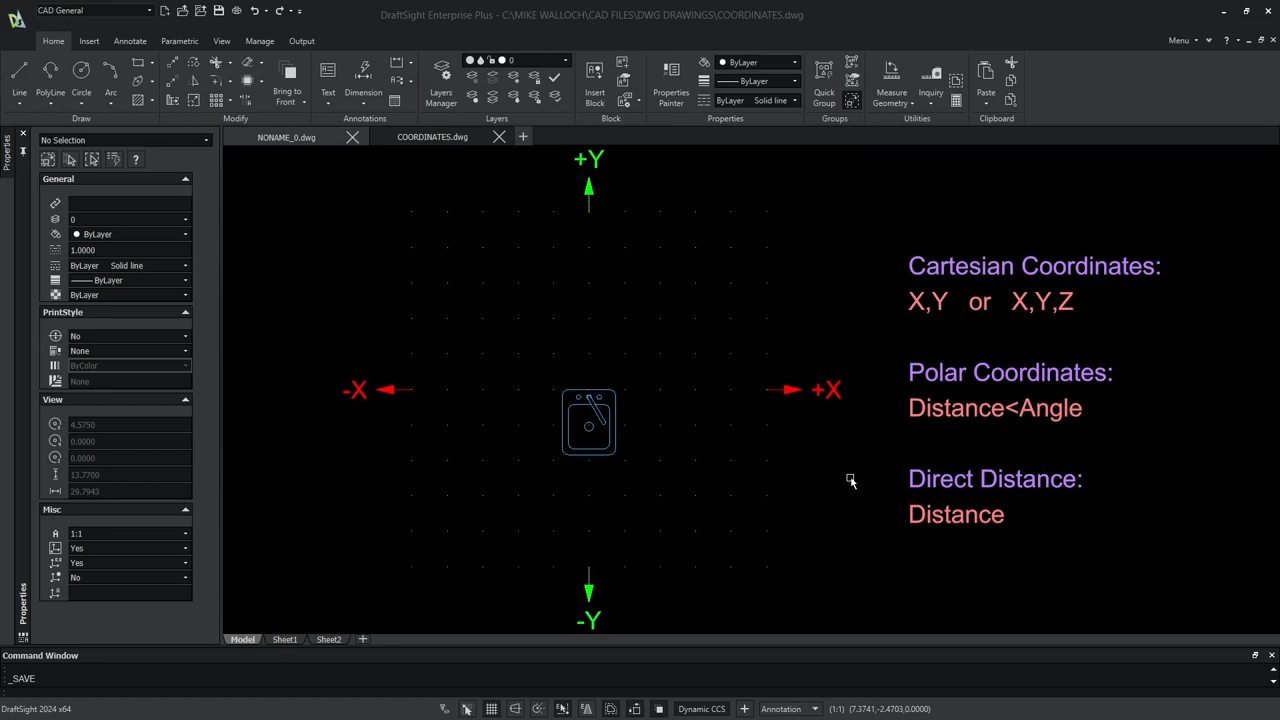 CAD General
DraftSight Enterprise Plus - C:\MIKE WALLOCH\CAD FILES\DWG DRAWINGS\COORDINATES.dwg
Home Insert Annotate Parametric View Manage Output
Menu
Line PolyLine Circle Arc
Bring to Front
Text Dimension
Layers Manager
0
Insert Block
Properties Painter
ByLayer
ByLayer
ByLayer Solid line
Quick Group
Measure Geometry
Inquiry
Paste
Draw Modify Annotations Layers Block Properties Groups Utilities Clipboard
Properties
No Selection
General
0
ByLayer
1.0000
ByLayer Solid line
ByLayer
ByLayer
PrintStyle
No
None
ByColor
None
View
4.5750
0.0000
0.0000
13.7700
29.7943
Misc
1:1
Yes
Yes
No
Properties
NONAME_0.dwg COORDINATES.dwg
+Y
-X
+X
-Y
Cartesian Coordinates:
X,Y or X,Y,Z
Polar Coordinates:
Distance<Angle
Direct Distance:
Distance
Model Sheet1 Sheet2
Command Window
: _SAVE
:
DraftSight 2024 x64
Dynamic CCS
Annotation
(1:1) (7.3741,-2.4703,0.0000)